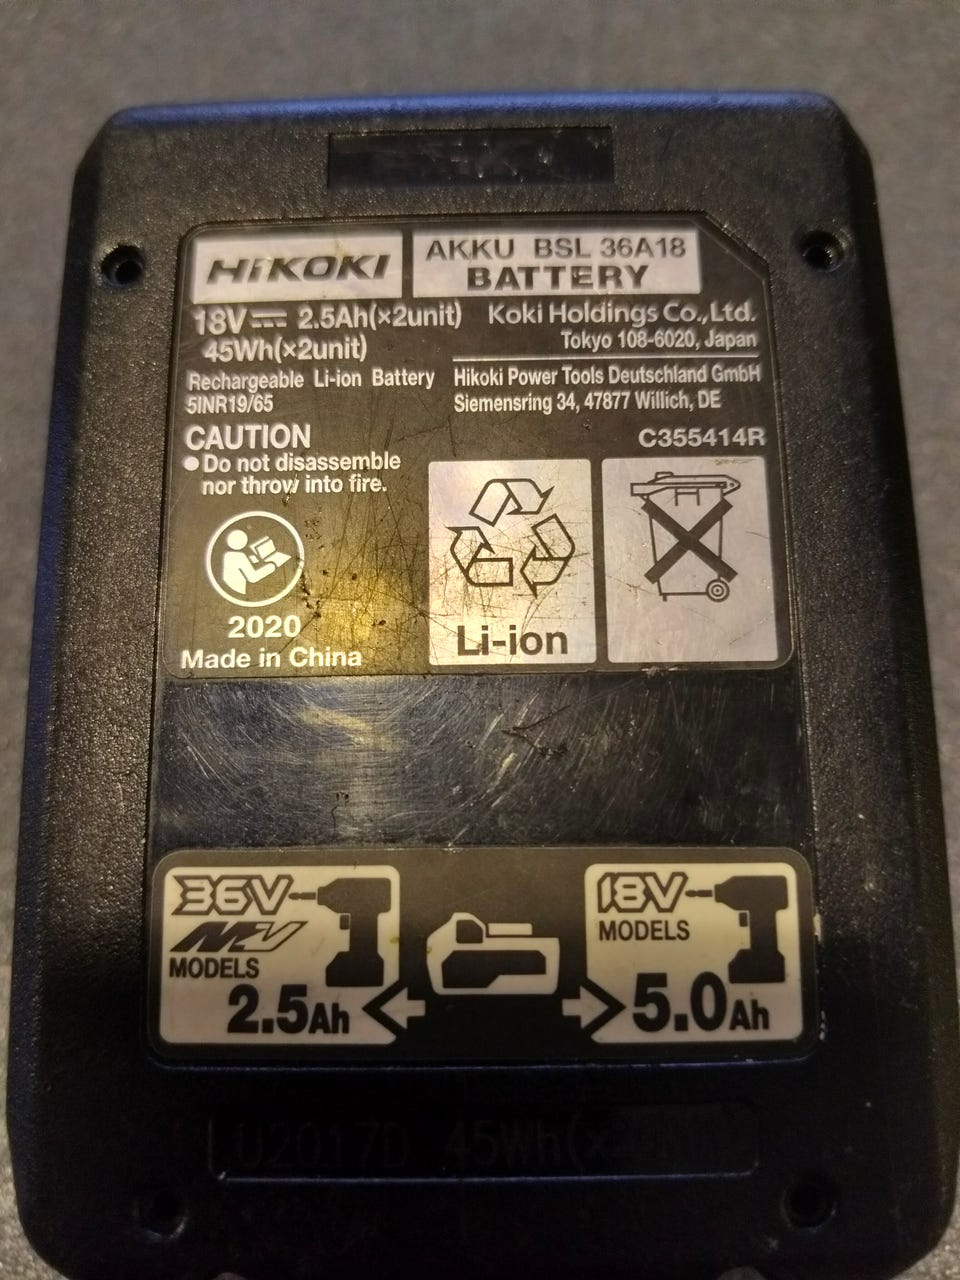 HiKOKI
AKKU BSL 36A18
BATTERY
18V 2.5Ah(×2unit)
45Wh(×2unit)
Koki Holdings Co.,Ltd.
Tokyo 108-6020, Japan
Rechargeable Li-ion Battery
5INR19/65
Hikoki Power Tools Deutschland GmbH
Siemensring 34, 47877 Willich, DE
C355414R
CAUTION
● Do not disassemble
nor throw into fire.
2020
Made in China
Li-ion
36V
MV
MODELS
2.5Ah
18V
MODELS
5.0Ah
U2017D 45Wh